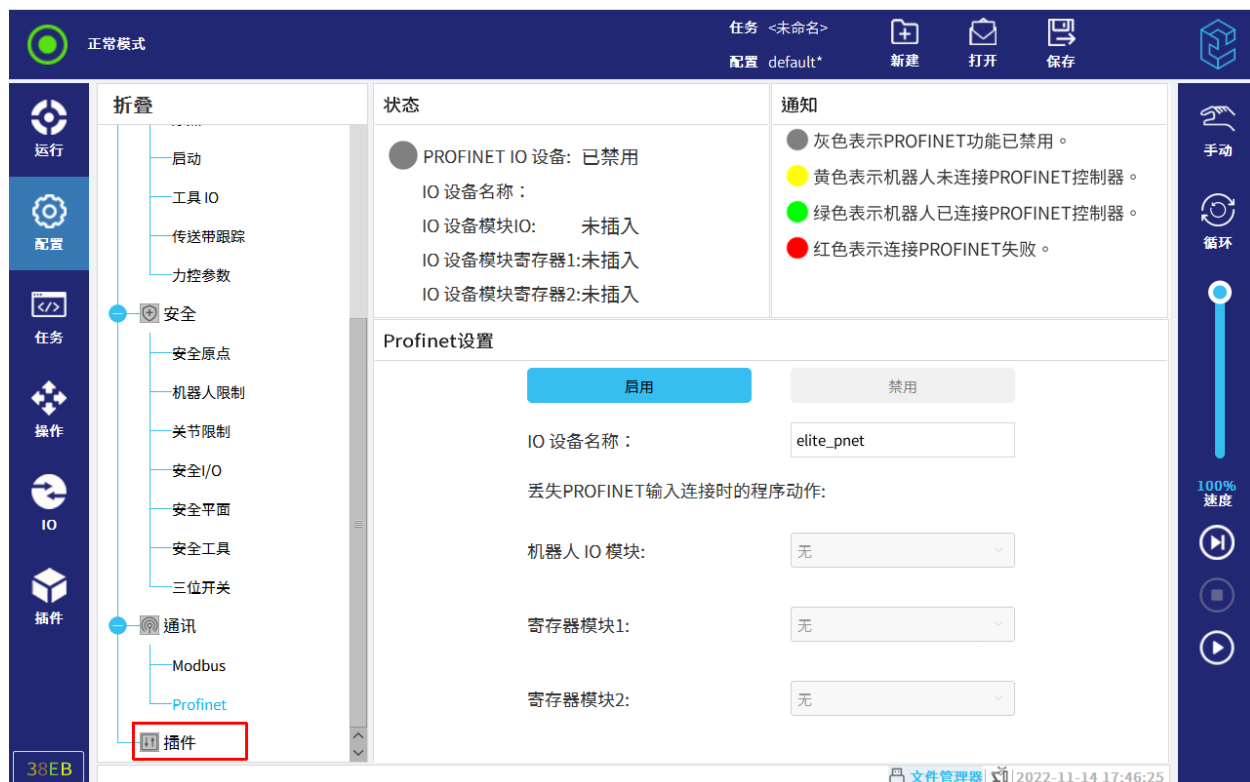 正常模式
任务 <未命名>
配置 default*
新建
打开
保存
运行
配置
任务
操作
IO
插件
38EB
折叠
启动
工具 IO
传送带跟踪
力控参数
安全
安全原点
机器人限制
关节限制
安全I/O
安全平面
安全工具
三位开关
通讯
Modbus
Profinet
插件
状态
PROFINET IO 设备: 已禁用
IO 设备名称：
IO 设备模块IO: 未插入
IO 设备模块寄存器1:未插入
IO 设备模块寄存器2:未插入
通知
灰色表示PROFINET功能已禁用。
黄色表示机器人未连接PROFINET控制器。
绿色表示机器人已连接PROFINET控制器。
红色表示连接PROFINET失败。
Profinet设置
启用
禁用
IO 设备名称： elite_pnet
丢失PROFINET输入连接时的程序动作:
机器人 IO 模块: 无
寄存器模块1: 无
寄存器模块2: 无
手动
循环
100%
速度
文件管理器 2022-11-14 17:46:25